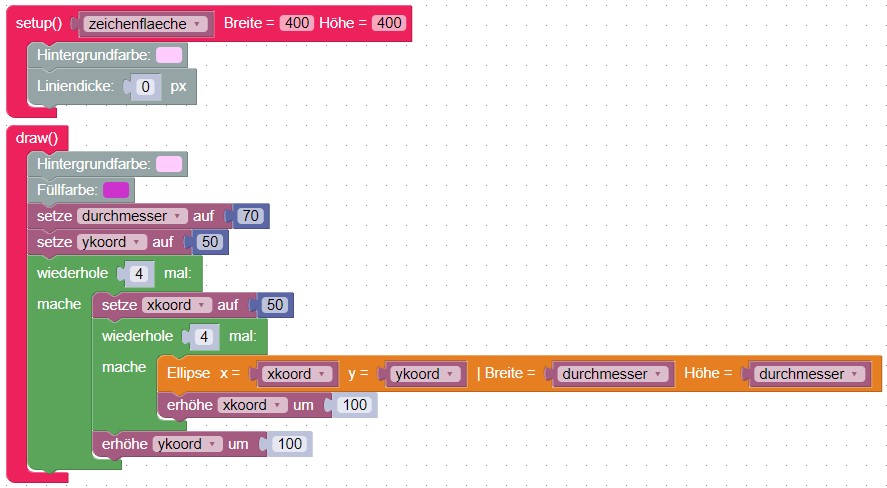 setup() zeichenflaeche Breite = 400 Höhe = 400
Hintergrundfarbe:
Liniendicke: 0 px
draw()
Hintergrundfarbe:
Füllfarbe:
setze durchmesser auf 70
setze ykoord auf 50
wiederhole 4 mal:
mache setze xkoord auf 50
wiederhole 4 mal:
mache Ellipse x = xkoord y = ykoord | Breite = durchmesser Höhe = durchmesser
erhöhe xkoord um 100
erhöhe ykoord um 100